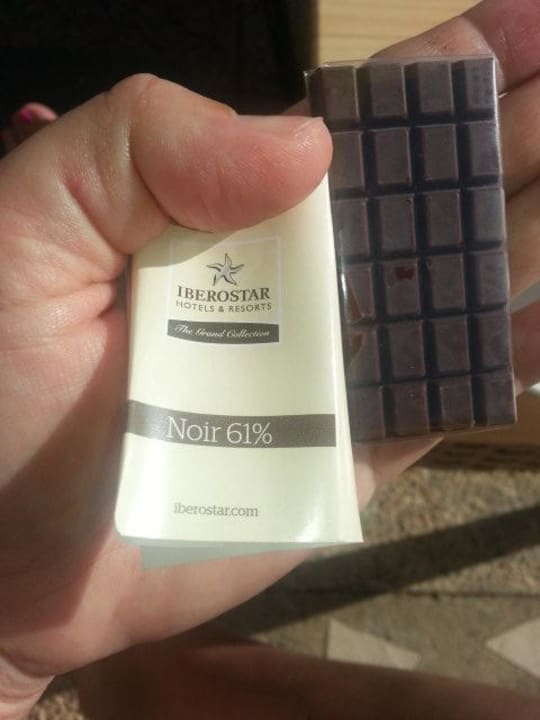 IBEROSTAR
HOTELS & RESORTS
The Grand Collection
Noir 61%
iberostar.com